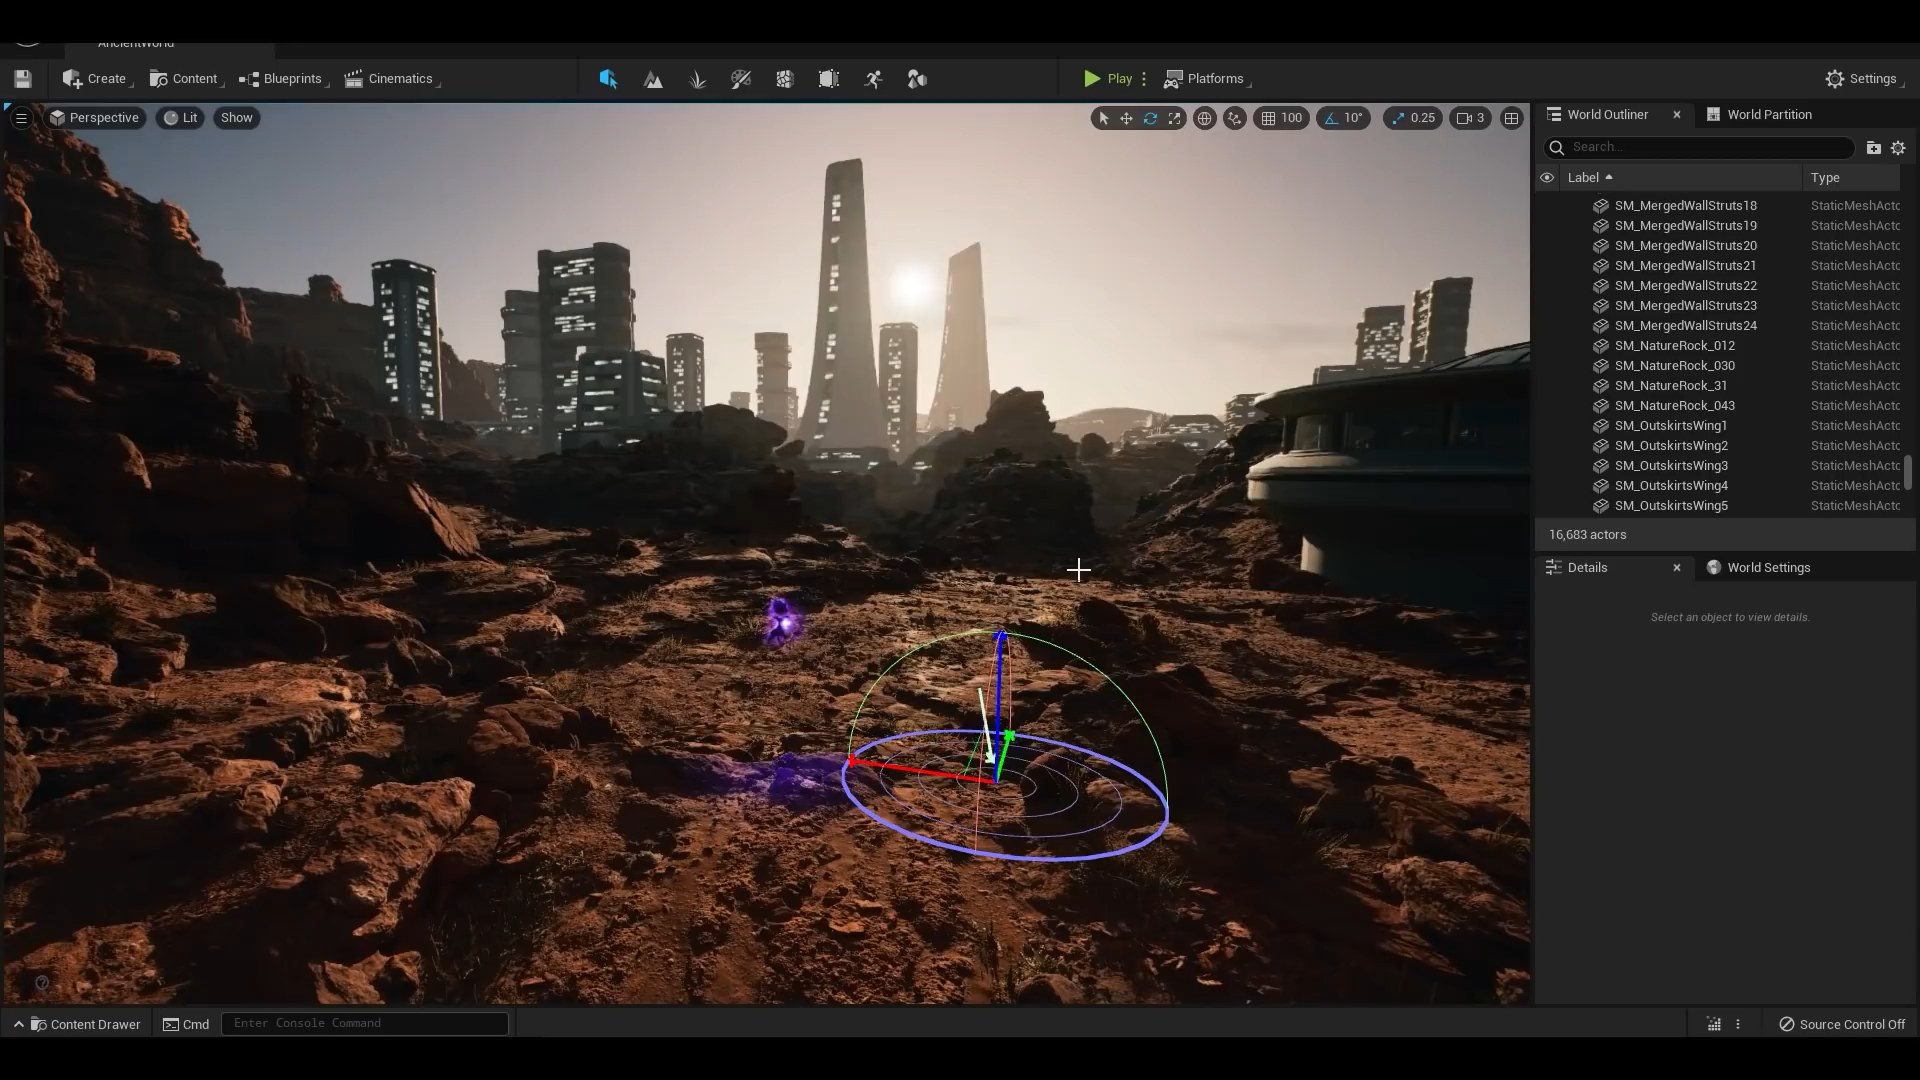 AncientWorld
Create
Content
Blueprints
Cinematics
Play
Platforms
Settings
Perspective
Lit
Show
100
10°
0.25
3
World Outliner
World Partition
Search...
Label
Type
SM_MergedWallStruts18 StaticMeshActo
SM_MergedWallStruts19 StaticMeshActo
SM_MergedWallStruts20 StaticMeshActo
SM_MergedWallStruts21 StaticMeshActo
SM_MergedWallStruts22 StaticMeshActo
SM_MergedWallStruts23 StaticMeshActo
SM_MergedWallStruts24 StaticMeshActo
SM_NatureRock_012 StaticMeshActo
SM_NatureRock_030 StaticMeshActo
SM_NatureRock_31 StaticMeshActo
SM_NatureRock_043 StaticMeshActo
SM_OutskirtsWing1 StaticMeshActo
SM_OutskirtsWing2 StaticMeshActo
SM_OutskirtsWing3 StaticMeshActo
SM_OutskirtsWing4 StaticMeshActo
SM_OutskirtsWing5 StaticMeshActo
16,683 actors
Details
World Settings
Select an object to view details.
Content Drawer
Cmd
Enter Console Command
Source Control Off